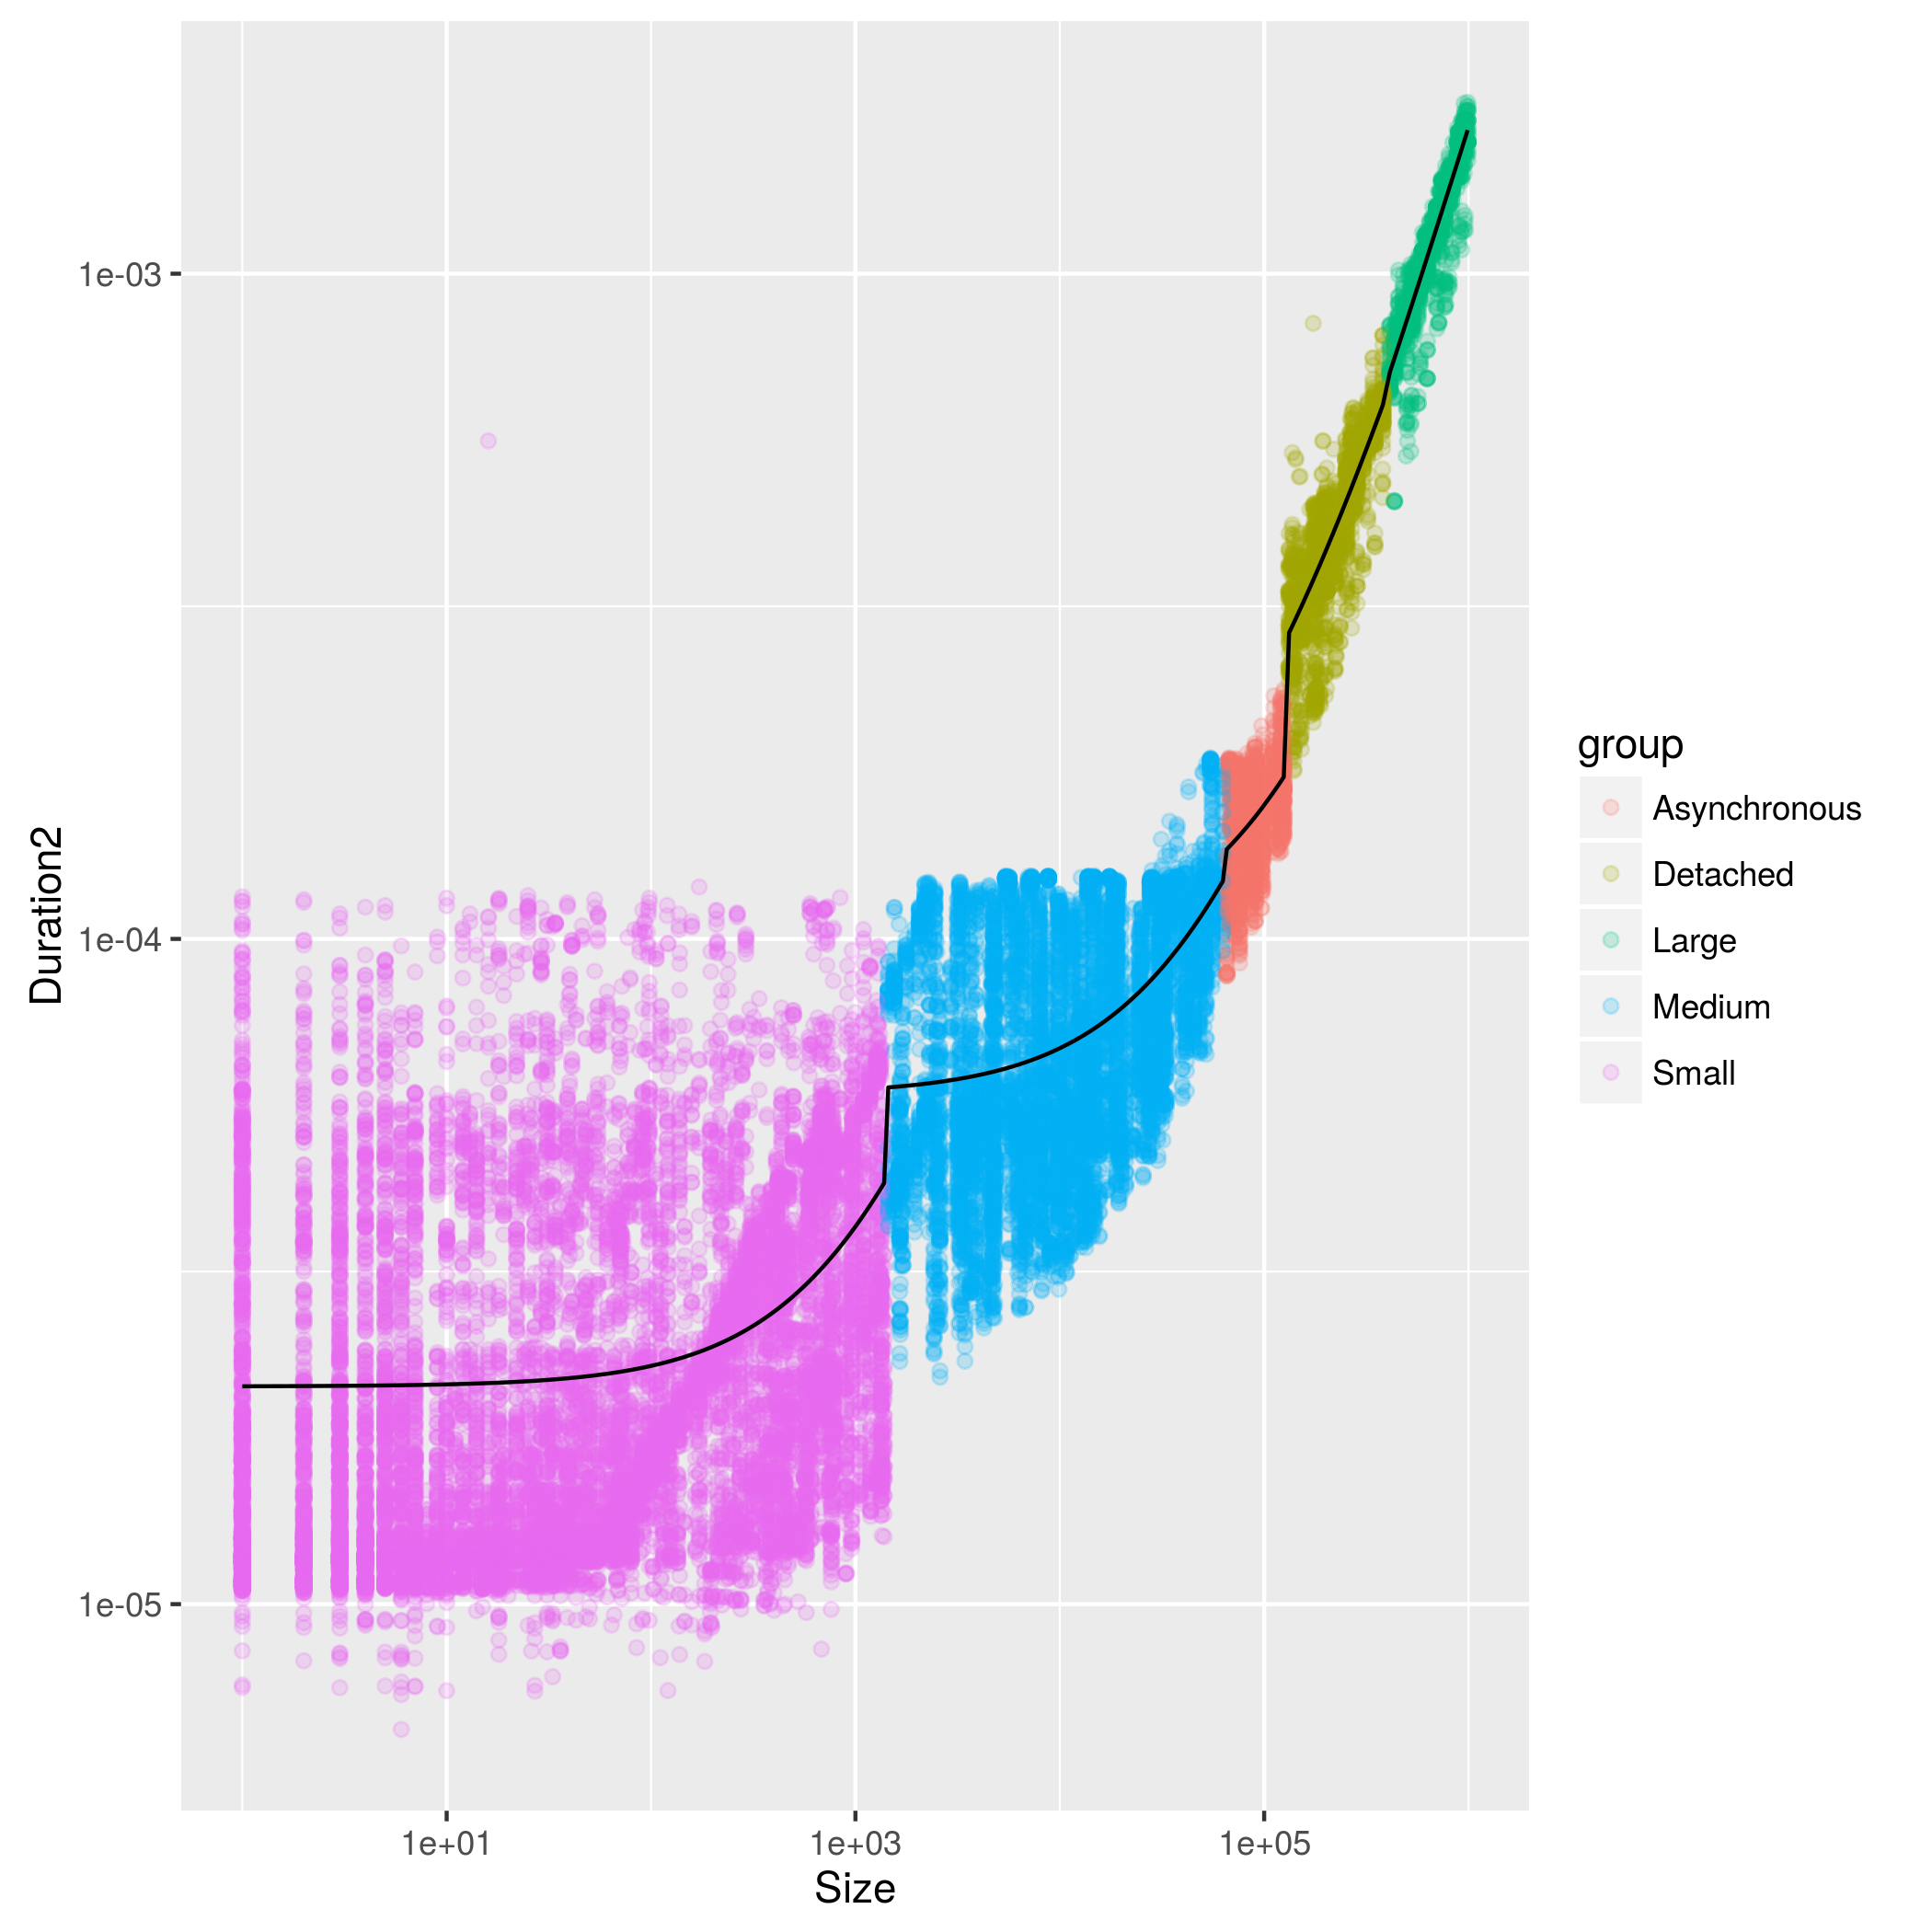 1e-03
1e-04
1e-05
Duration2
1e+01
1e+03
1e+05
Size
group
Asynchronous
Detached
Large
Medium
Small